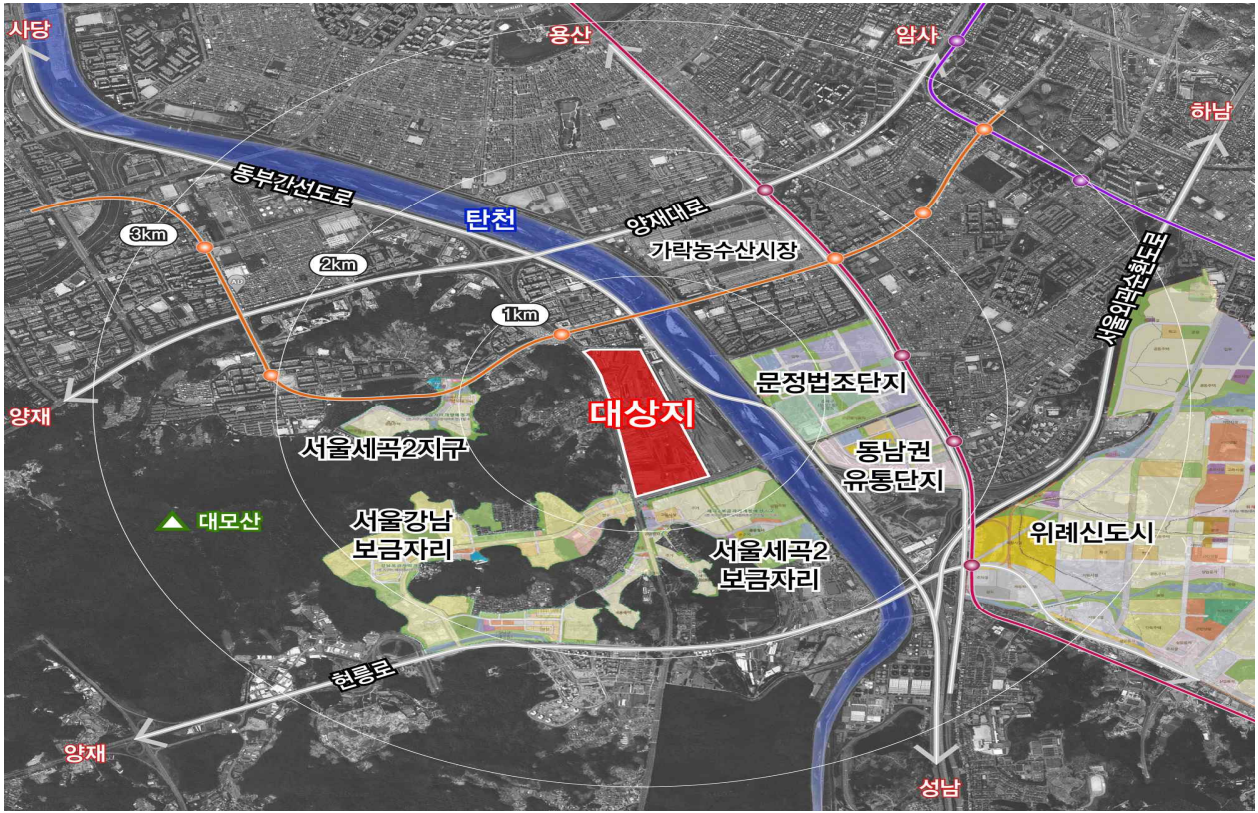 사당
용산
암사
하남
동부간선도로
탄천
양재대로
3km
2km
가락농수산시장
서울외곽순환도로
1km
문정법조단지
양재
대상지
서울세곡2지구
동남권
유통단지
서울강남
보금자리
대모산
서울세곡2
보금자리
위례신도시
헌릉로
양재
성남